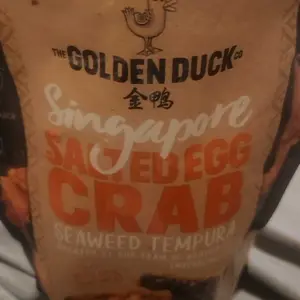 THE GOLDEN DUCK CO
金鴨
Singapore
SALTED EGG
CRAB
SEAWEED TEMPURA